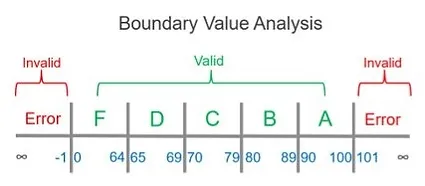 Boundary Value Analysis
Invalid Valid Invalid
Error F D C B A Error
∞ -1 0 64 65 69 70 79 80 89 90 100 101 ∞